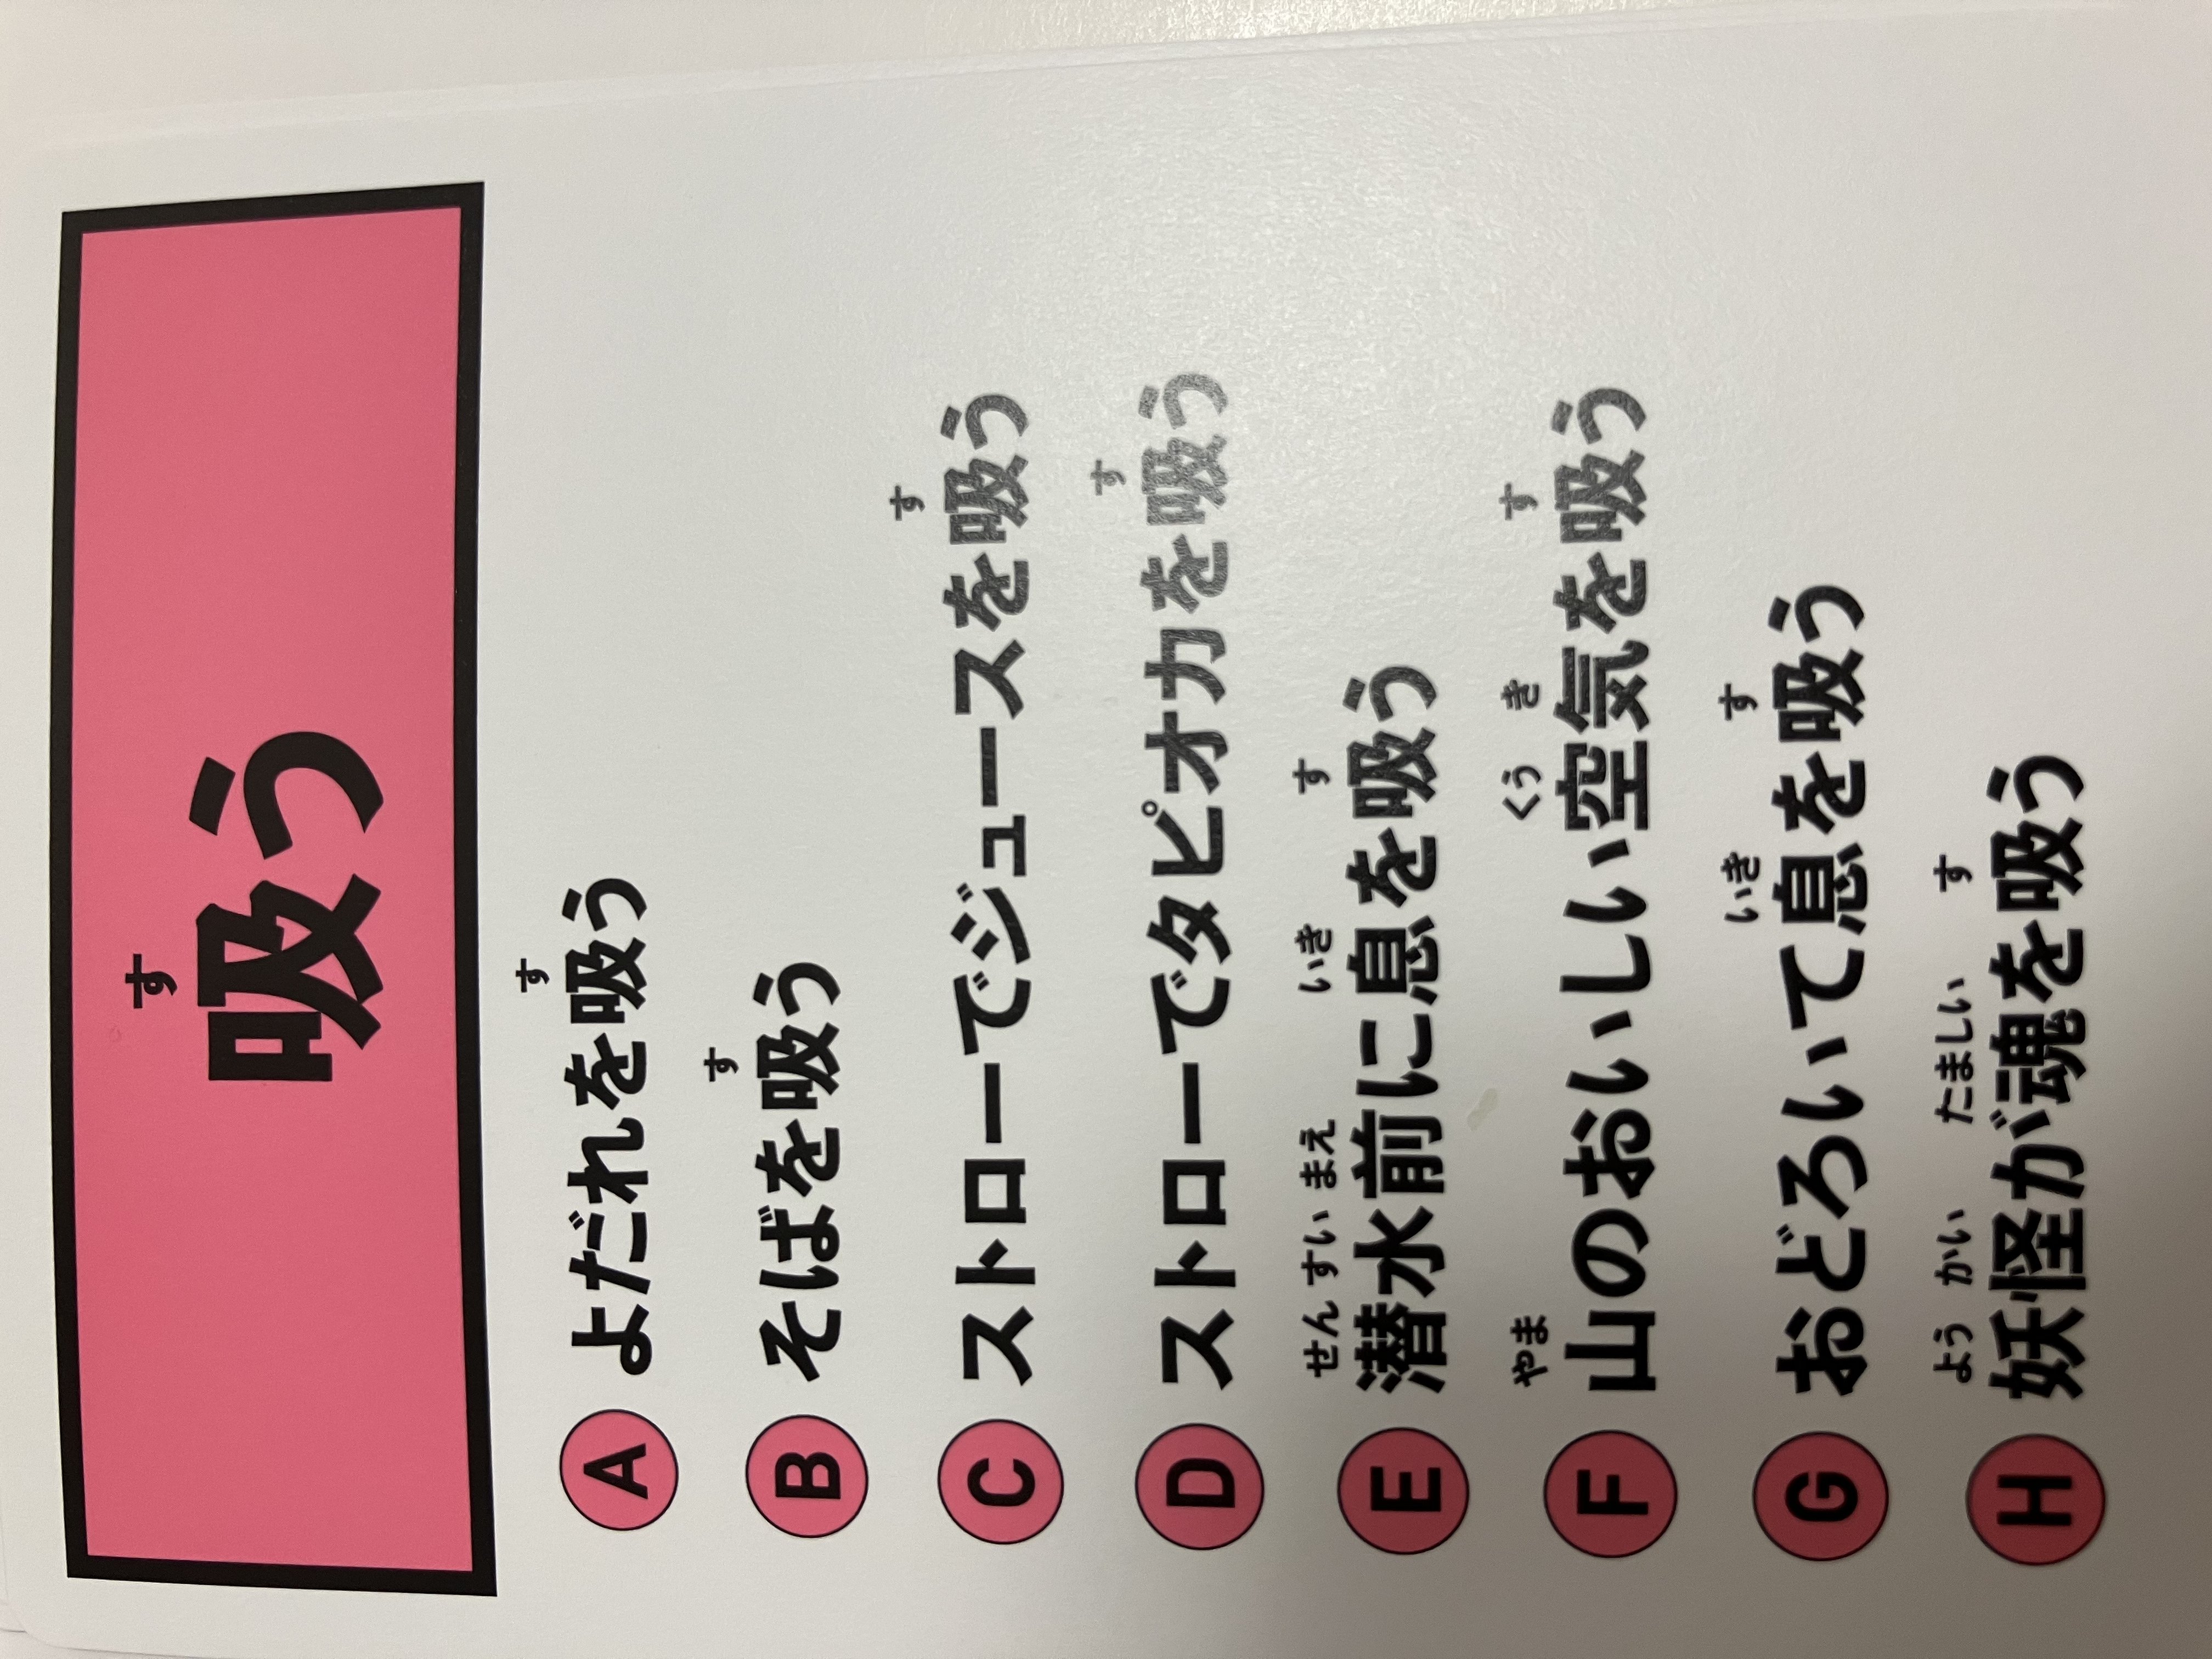 す
吸う
す
A よだれを吸う
す
B そばを吸う
す
C ストローでジュースを吸う
す
D ストローでタピオカを吸う
せんすいまえ いき す
E 潜水前に息を吸う
やま くうき す
F 山のおいしい空気を吸う
いき す
G おどろいて息を吸う
ようかい たましい す
H 妖怪が魂を吸う